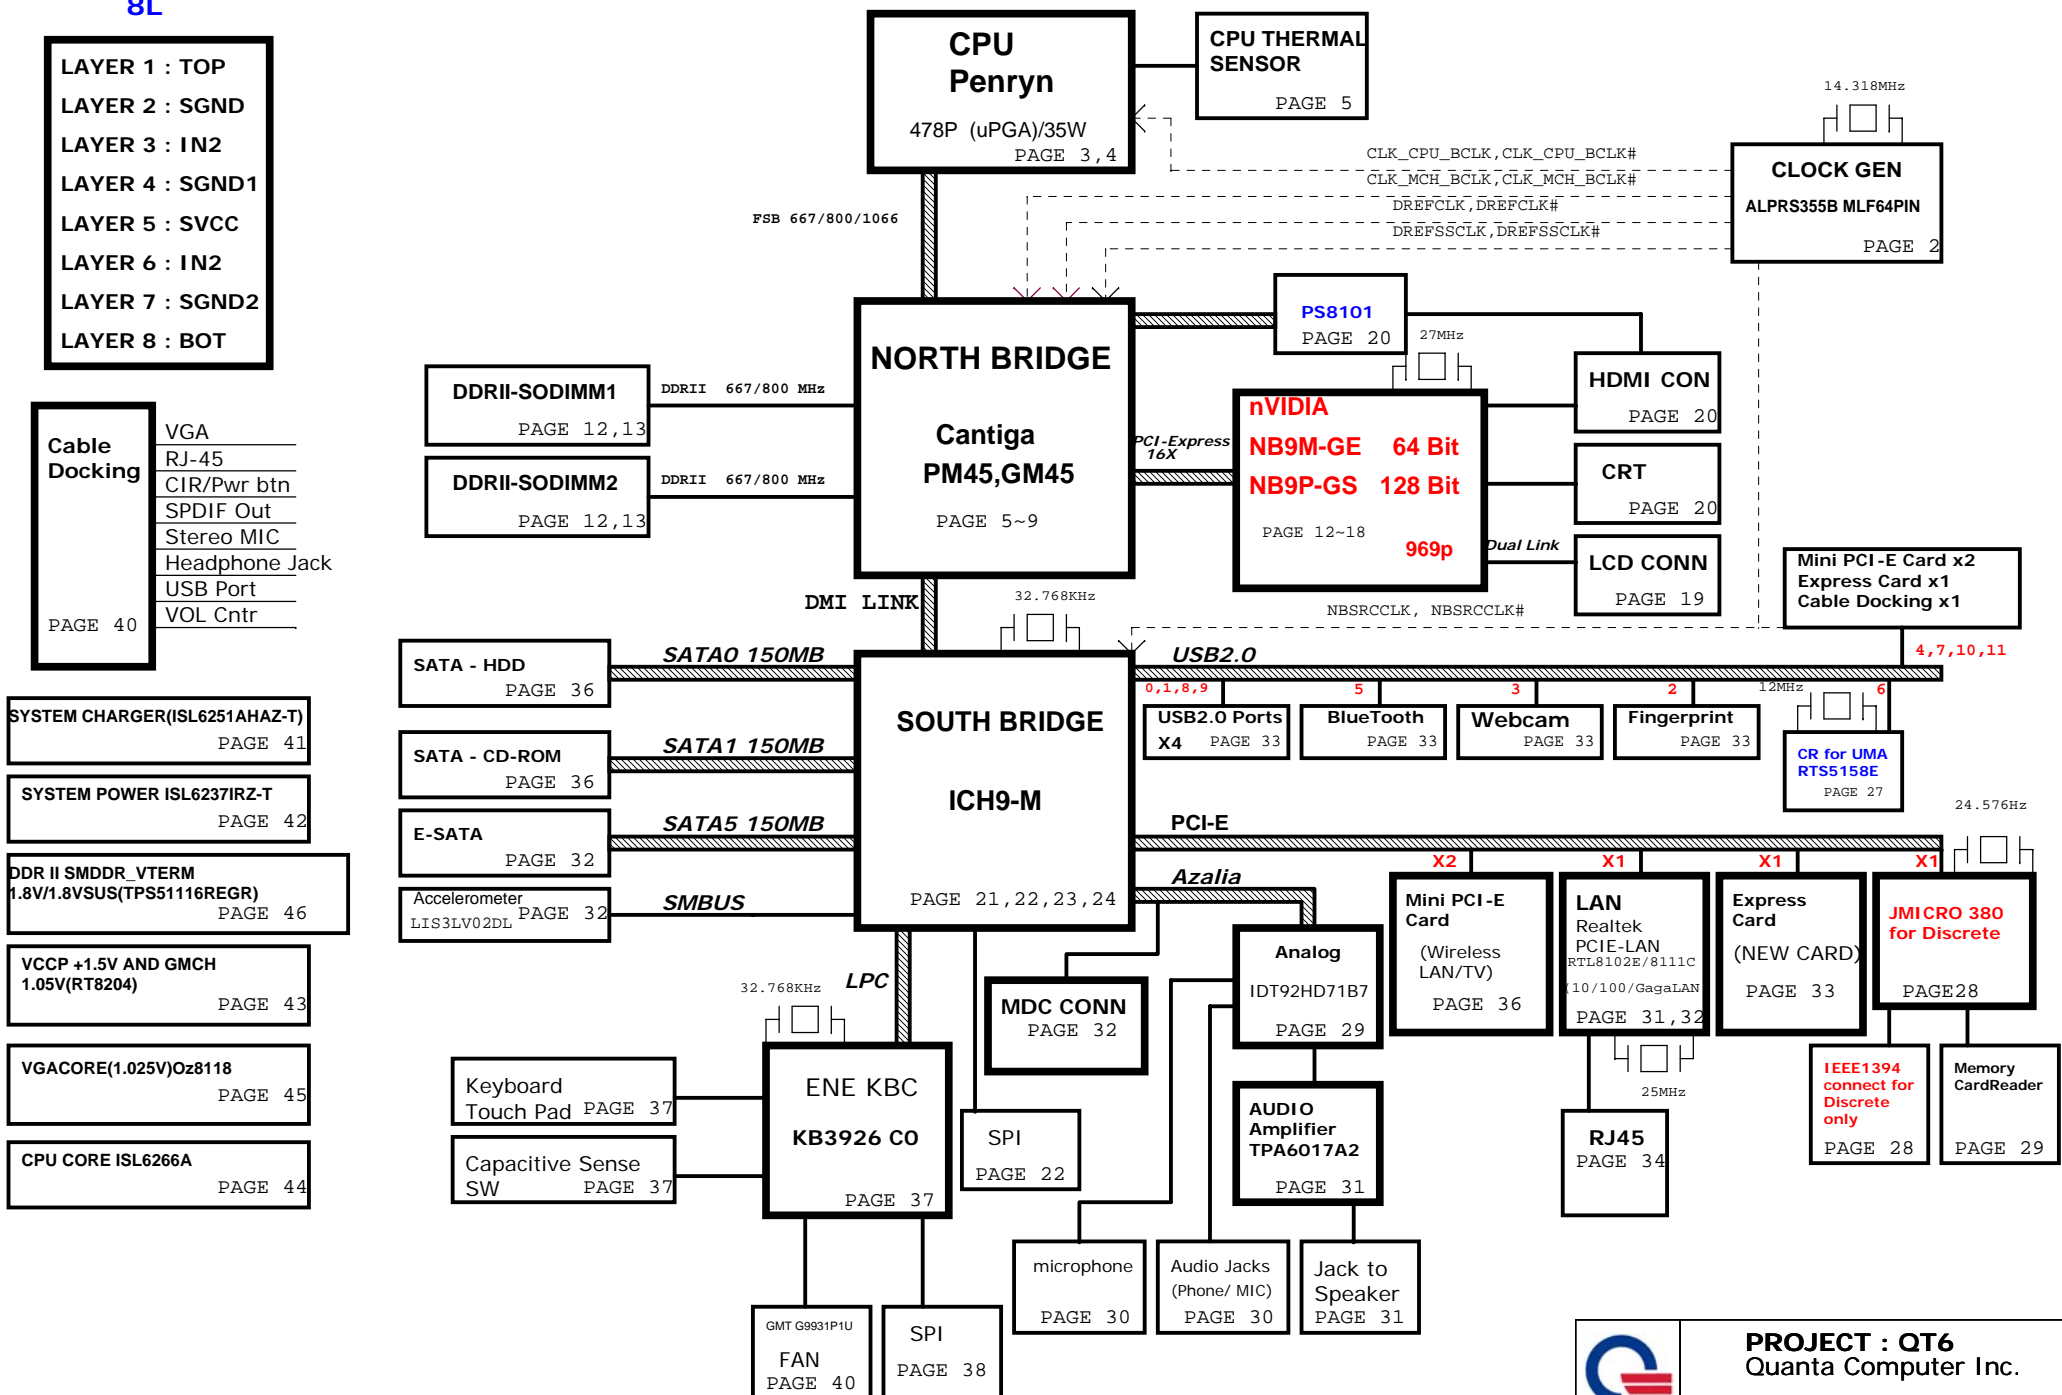 8L
LAYER 1 : TOP
LAYER 2 : SGND
LAYER 3 : IN2
LAYER 4 : SGND1
LAYER 5 : SVCC
LAYER 6 : IN2
LAYER 7 : SGND2
LAYER 8 : BOT
Cable
Docking
PAGE 40
VGA
RJ-45
CIR/Pwr btn
SPDIF Out
Stereo MIC
Headphone Jack
USB Port
VOL Cntr
SYSTEM CHARGER(ISL6251AHAZ-T)
PAGE 41
SYSTEM POWER ISL6237IRZ-T
PAGE 42
DDR II SMDDR_VTERM
1.8V/1.8VSUS(TPS51116REGR)
PAGE 46
VCCP +1.5V AND GMCH
1.05V(RT8204)
PAGE 43
VGACORE(1.025V)Oz8118
PAGE 45
CPU CORE ISL6266A
PAGE 44
CPU
Penryn
478P (uPGA)/35W
PAGE 3,4
CPU THERMAL
SENSOR
PAGE 5
14.318MHz
CLOCK GEN
ALPRS355B MLF64PIN
PAGE 2
CLK_CPU_BCLK,CLK_CPU_BCLK#
CLK_MCH_BCLK,CLK_MCH_BCLK#
DREFCLK,DREFCLK#
DREFSSCLK,DREFSSCLK#
FSB 667/800/1066
NORTH BRIDGE
Cantiga
PM45,GM45
PAGE 5~9
DDRII-SODIMM1
PAGE 12,13
DDRII 667/800 MHz
DDRII-SODIMM2
PAGE 12,13
DDRII 667/800 MHz
PS8101
PAGE 20
27MHz
PCI-Express
16X
nVIDIA
NB9M-GE 64 Bit
NB9P-GS 128 Bit
PAGE 12~18
969p
HDMI CON
PAGE 20
CRT
PAGE 20
Dual Link
LCD CONN
PAGE 19
NBSRCCLK, NBSRCCLK#
Mini PCI-E Card x2
Express Card x1
Cable Docking x1
4,7,10,11
DMI LINK
32.768KHz
SOUTH BRIDGE
ICH9-M
PAGE 21,22,23,24
SATA - HDD
PAGE 36
SATA0 150MB
SATA - CD-ROM
PAGE 36
SATA1 150MB
E-SATA
PAGE 32
SATA5 150MB
Accelerometer
LIS3LV02DL
PAGE 32
SMBUS
USB2.0
0,1,8,9
5
3
2
12MHz
6
USB2.0 Ports
X4 PAGE 33
BlueTooth
PAGE 33
Webcam
PAGE 33
Fingerprint
PAGE 33
CR for UMA
RTS5158E
PAGE 27
PCI-E
24.576Hz
X2
X1
X1
X1
Mini PCI-E
Card
(Wireless
LAN/TV)
PAGE 36
LAN
Realtek
PCIE-LAN
RTL8102E/8111C
(10/100/GagaLAN
PAGE 31,32
25MHz
RJ45
PAGE 34
Express
Card
(NEW CARD)
PAGE 33
JMICRO 380
for Discrete
PAGE28
IEEE1394
connect for
Discrete
only
PAGE 28
Memory
CardReader
PAGE 29
Azalia
MDC CONN
PAGE 32
Analog
IDT92HD71B7
PAGE 29
AUDIO
Amplifier
TPA6017A2
PAGE 31
microphone
PAGE 30
Audio Jacks
(Phone/ MIC)
PAGE 30
Jack to
Speaker
PAGE 31
LPC
32.768KHz
ENE KBC
KB3926 C0
PAGE 37
Keyboard
Touch Pad PAGE 37
Capacitive Sense
SW PAGE 37
SPI
PAGE 22
GMT G9931P1U
FAN
PAGE 40
SPI
PAGE 38
PROJECT : QT6
Quanta Computer Inc.